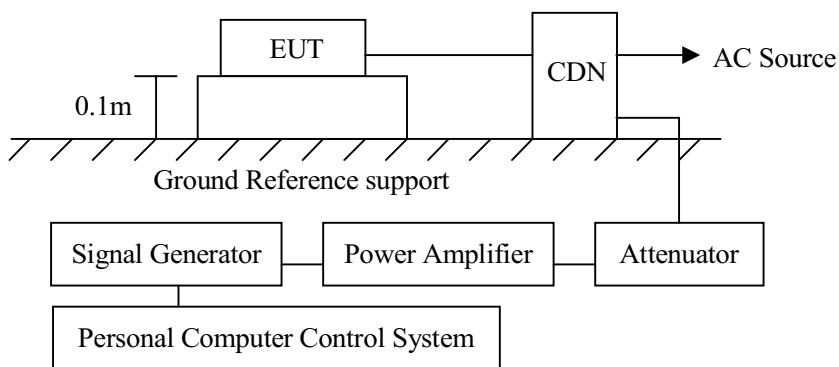 EUT
CDN
AC Source
0.1m
Ground Reference support
Signal Generator
Power Amplifier
Attenuator
Personal Computer Control System